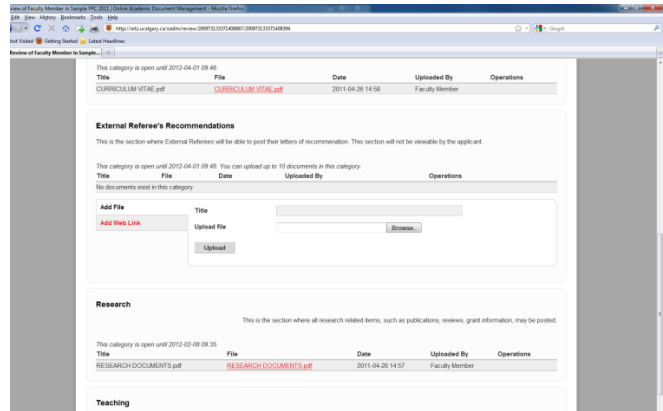 view of Faculty Member in Sample FPC 2011 | Online Academic Document Management - Mozilla Firefox
Edit View History Bookmarks Tools Help
Google
Most Visited Getting Started Latest Headlines
Review of Faculty Member in Sample...
This category is open until 2012-04-01 09:46.
Title File Date Uploaded By Operations
CURRICULUM VITAE.pdf CURRICULUM VITAE.pdf 2011-04-26 14:58 Faculty Member
External Referee's Recommendations
This is the section where External Referees will be able to post their letters of recommenation. This section will not be viewable by the applicant.
This category is open until 2012-04-01 09:46. You can upload up to 10 documents in this category.
Title File Date Uploaded By Operations
No documents exist in this category
Add File
Add Web Link
Title
Upload file Browse...
Upload
Research
This is the section where all research related items, such as publications, reviews, grant information, may be posted.
This category is open until 2012-02-08 09:35.
Title File Date Uploaded By Operations
RESEARCH DOCUMENTS.pdf RESEARCH DOCUMENTS.pdf 2011-04-26 14:57 Faculty Member
Teaching